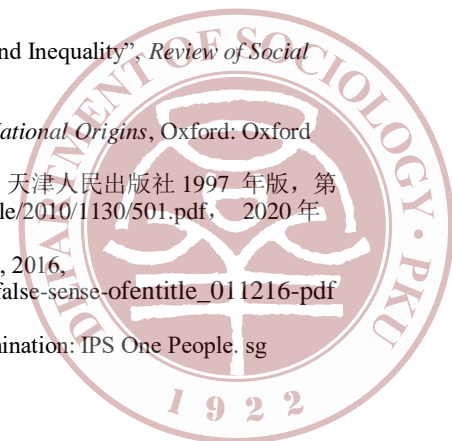 nd Inequality”, Review of Social
ational Origins, Oxford: Oxford
天津人民出版社 1997 年版，第
le/2010/1130/501.pdf， 2020 年
, 2016,
false-sense-ofentitle_011216-pdf
ination: IPS One People. sg
DEPARTMENT OF SOCIOLOGY · PKU
1922